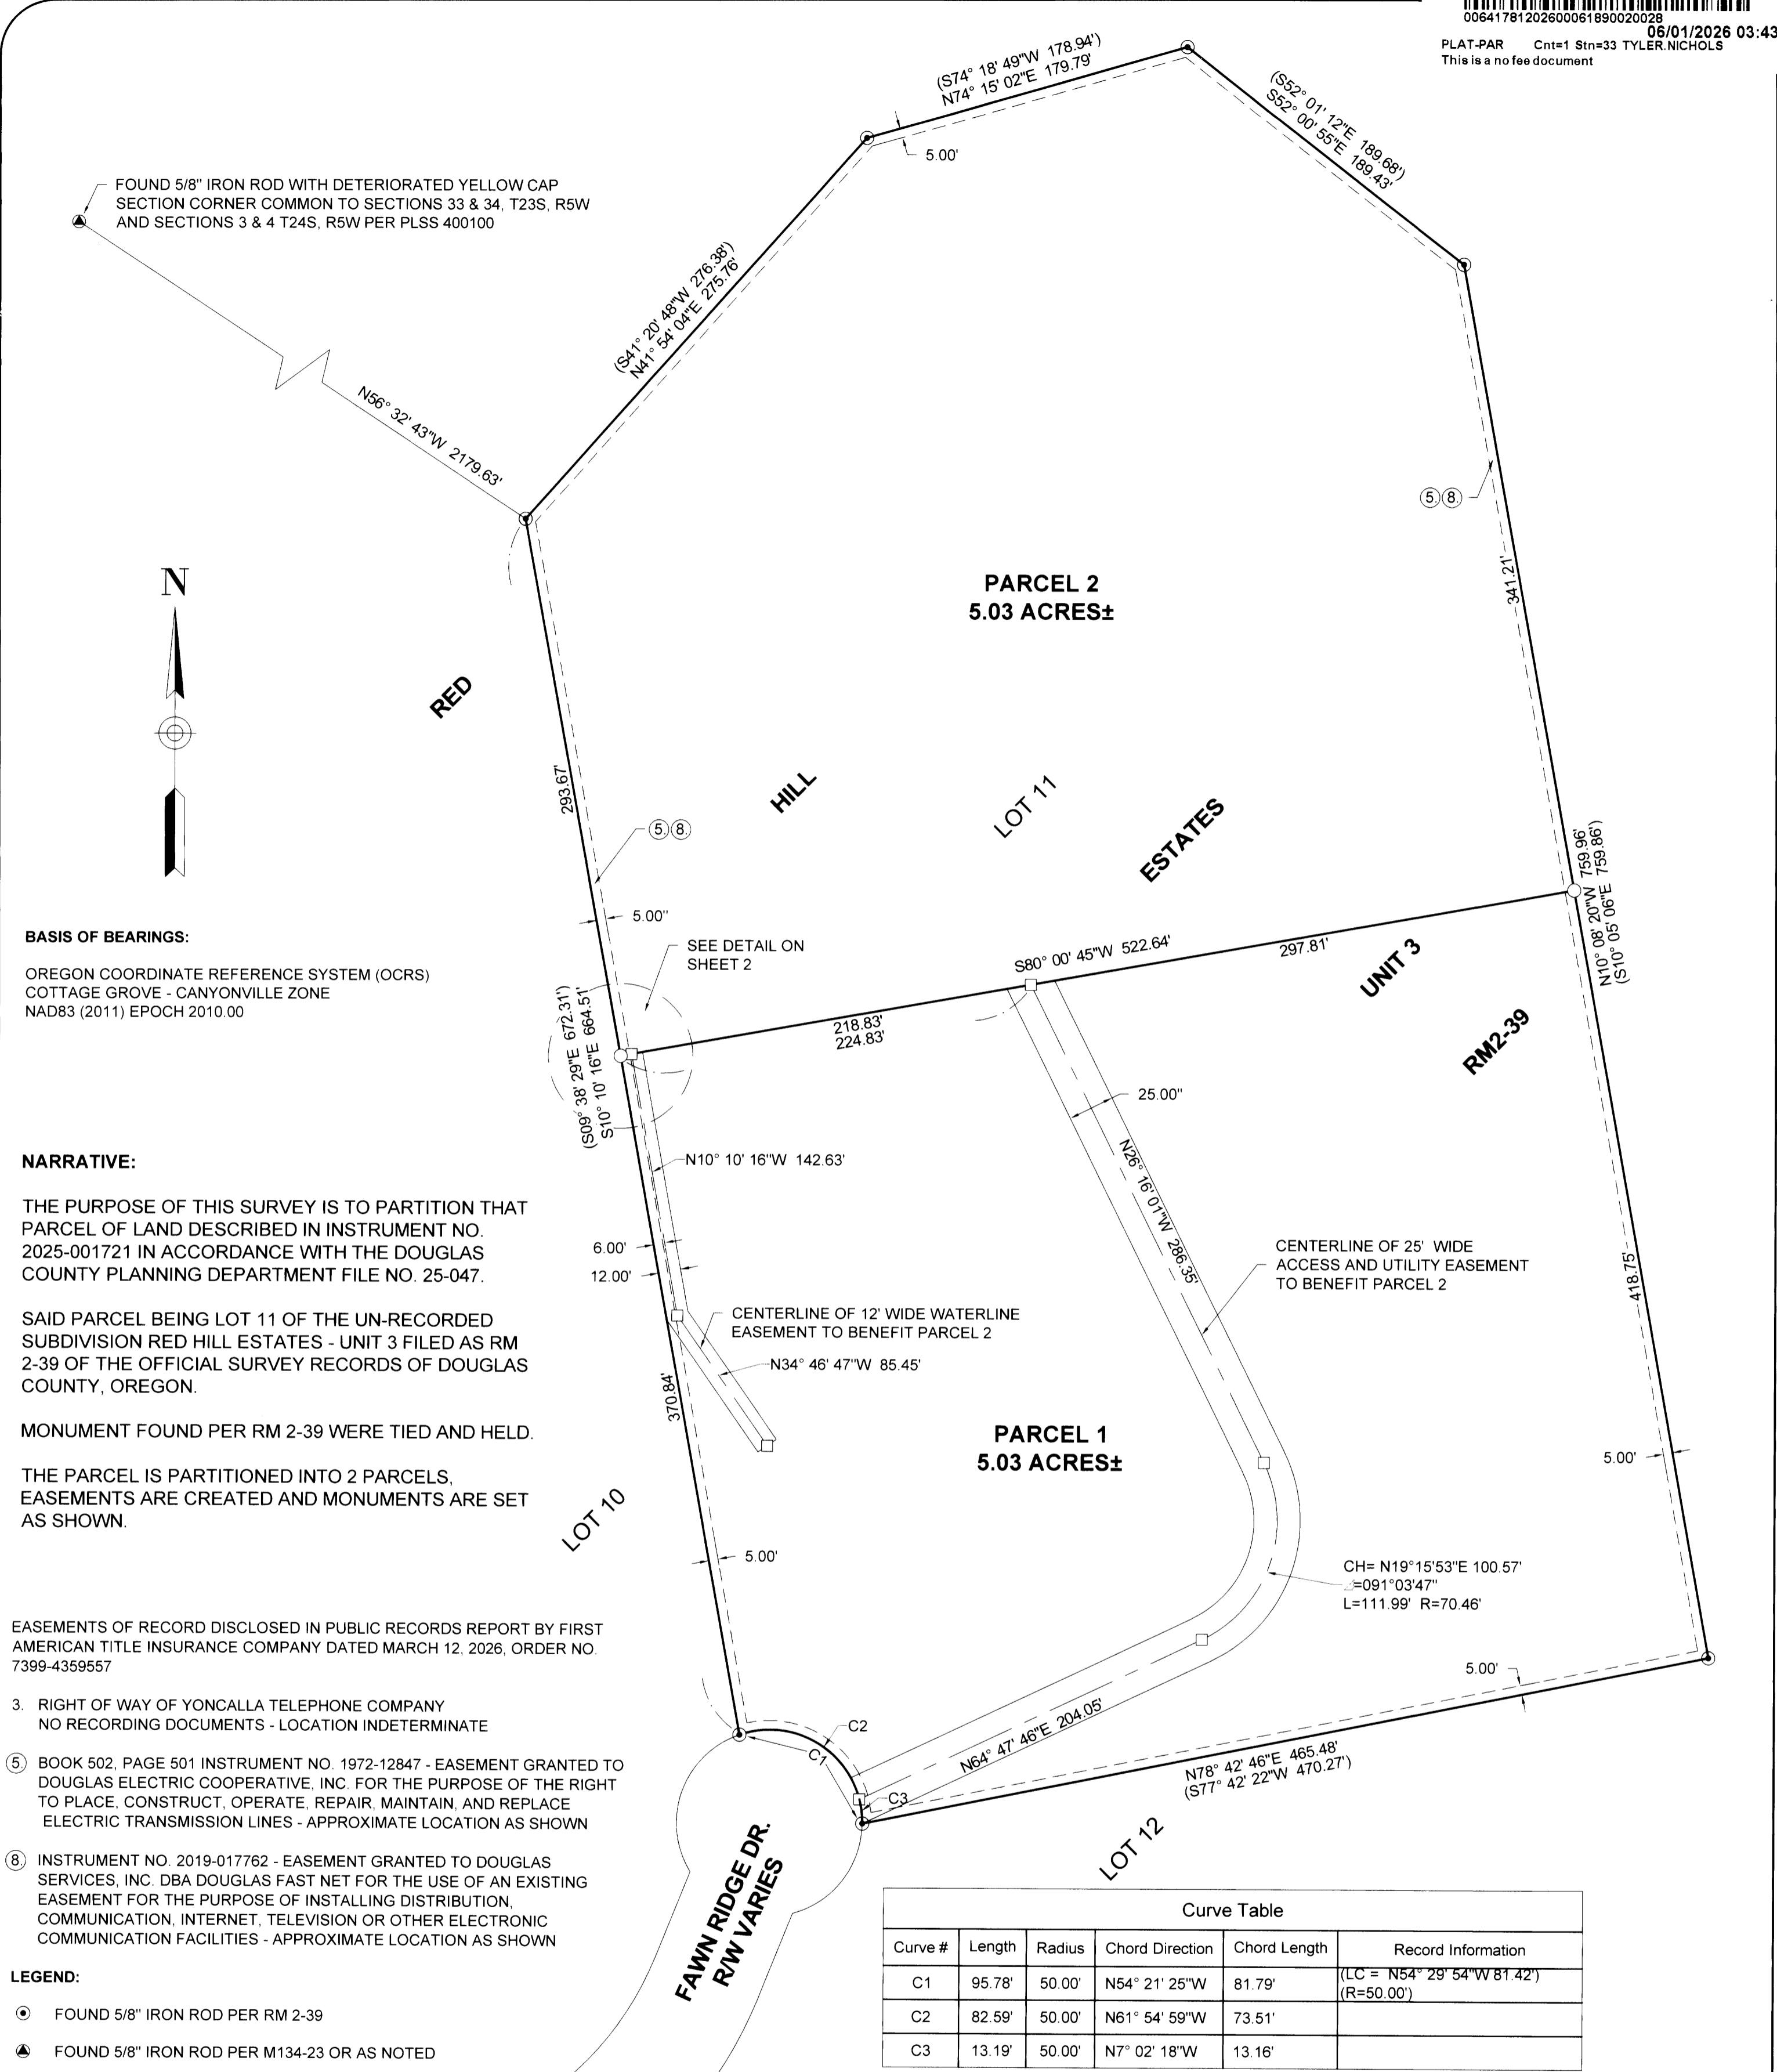 00641781202600061890020028
06/01/2026 03:43
PLAT-PAR Cnt=1 Stn=33 TYLER.NICHOLS
This is a no fee document
(S74° 18' 49"W 178.94')
N74° 15' 02"E 179.79'
(S52° 01' 12"E 189.68')
S52° 00' 55"E 189.43'
5.00'
FOUND 5/8" IRON ROD WITH DETERIORATED YELLOW CAP
SECTION CORNER COMMON TO SECTIONS 33 & 34, T23S, R5W
AND SECTIONS 3 & 4 T24S, R5W PER PLSS 400100
(S41° 20' 48"W 276.38')
N41° 54' 04"E 275.76'
N56° 32' 43"W 2179.63'
5. 8.
341.21'
PARCEL 2
5.03 ACRES±
N
RED
HILL
LOT 11
ESTATES
293.67'
5. 8.
5.00"
SEE DETAIL ON
SHEET 2
S80° 00' 45"W 522.64'
297.81'
UNIT 3
RM2-39
N10° 08' 20"W 759.96'
(S10° 05' 06"E 759.86')
218.83'
224.83'
(S09° 38' 29"E 672.31')
S10° 10' 16"E 664.51'
BASIS OF BEARINGS:
OREGON COORDINATE REFERENCE SYSTEM (OCRS)
COTTAGE GROVE - CANYONVILLE ZONE
NAD83 (2011) EPOCH 2010.00
25.00"
N26° 16' 01"W 286.35'
N10° 10' 16"W 142.63'
6.00'
12.00'
CENTERLINE OF 25' WIDE
ACCESS AND UTILITY EASEMENT
TO BENEFIT PARCEL 2
418.75'
CENTERLINE OF 12' WIDE WATERLINE
EASEMENT TO BENEFIT PARCEL 2
N34° 46' 47"W 85.45'
370.84'
PARCEL 1
5.03 ACRES±
5.00'
LOT 10
5.00'
CH= N19°15'53"E 100.57'
=091°03'47"
L=111.99' R=70.46'
5.00'
NARRATIVE:
THE PURPOSE OF THIS SURVEY IS TO PARTITION THAT
PARCEL OF LAND DESCRIBED IN INSTRUMENT NO.
2025-001721 IN ACCORDANCE WITH THE DOUGLAS
COUNTY PLANNING DEPARTMENT FILE NO. 25-047.
SAID PARCEL BEING LOT 11 OF THE UN-RECORDED
SUBDIVISION RED HILL ESTATES - UNIT 3 FILED AS RM
2-39 OF THE OFFICIAL SURVEY RECORDS OF DOUGLAS
COUNTY, OREGON.
MONUMENT FOUND PER RM 2-39 WERE TIED AND HELD.
THE PARCEL IS PARTITIONED INTO 2 PARCELS,
EASEMENTS ARE CREATED AND MONUMENTS ARE SET
AS SHOWN.
EASEMENTS OF RECORD DISCLOSED IN PUBLIC RECORDS REPORT BY FIRST
AMERICAN TITLE INSURANCE COMPANY DATED MARCH 12, 2026, ORDER NO.
7399-4359557
3. RIGHT OF WAY OF YONCALLA TELEPHONE COMPANY
NO RECORDING DOCUMENTS - LOCATION INDETERMINATE
5. BOOK 502, PAGE 501 INSTRUMENT NO. 1972-12847 - EASEMENT GRANTED TO
DOUGLAS ELECTRIC COOPERATIVE, INC. FOR THE PURPOSE OF THE RIGHT
TO PLACE, CONSTRUCT, OPERATE, REPAIR, MAINTAIN, AND REPLACE
ELECTRIC TRANSMISSION LINES - APPROXIMATE LOCATION AS SHOWN
8. INSTRUMENT NO. 2019-017762 - EASEMENT GRANTED TO DOUGLAS
SERVICES, INC. DBA DOUGLAS FAST NET FOR THE USE OF AN EXISTING
EASEMENT FOR THE PURPOSE OF INSTALLING DISTRIBUTION,
COMMUNICATION, INTERNET, TELEVISION OR OTHER ELECTRONIC
COMMUNICATION FACILITIES - APPROXIMATE LOCATION AS SHOWN
LEGEND:
FOUND 5/8" IRON ROD PER RM 2-39
FOUND 5/8" IRON ROD PER M134-23 OR AS NOTED
C2
C1
C3
N64° 47' 46"E 204.05'
N78° 42' 46"E 465.48'
(S77° 42' 22"W 470.27')
LOT 12
FAWN RIDGE DR.
R/W VARIES
Curve Table
Curve # Length Radius Chord Direction Chord Length Record Information
C1 95.78' 50.00' N54° 21' 25"W 81.79' (LC = N54° 29' 54"W 81.42')
(R=50.00')
C2 82.59' 50.00' N61° 54' 59"W 73.51'
C3 13.19' 50.00' N7° 02' 18"W 13.16'